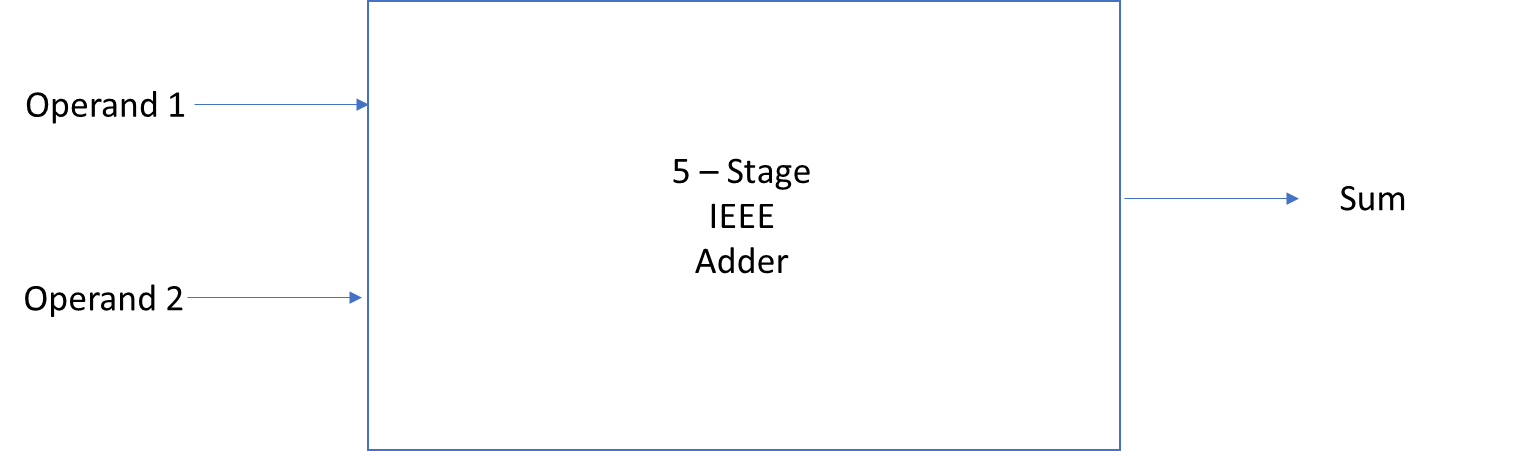 Operand 1
5 – Stage
IEEE
Adder
Sum
Operand 2